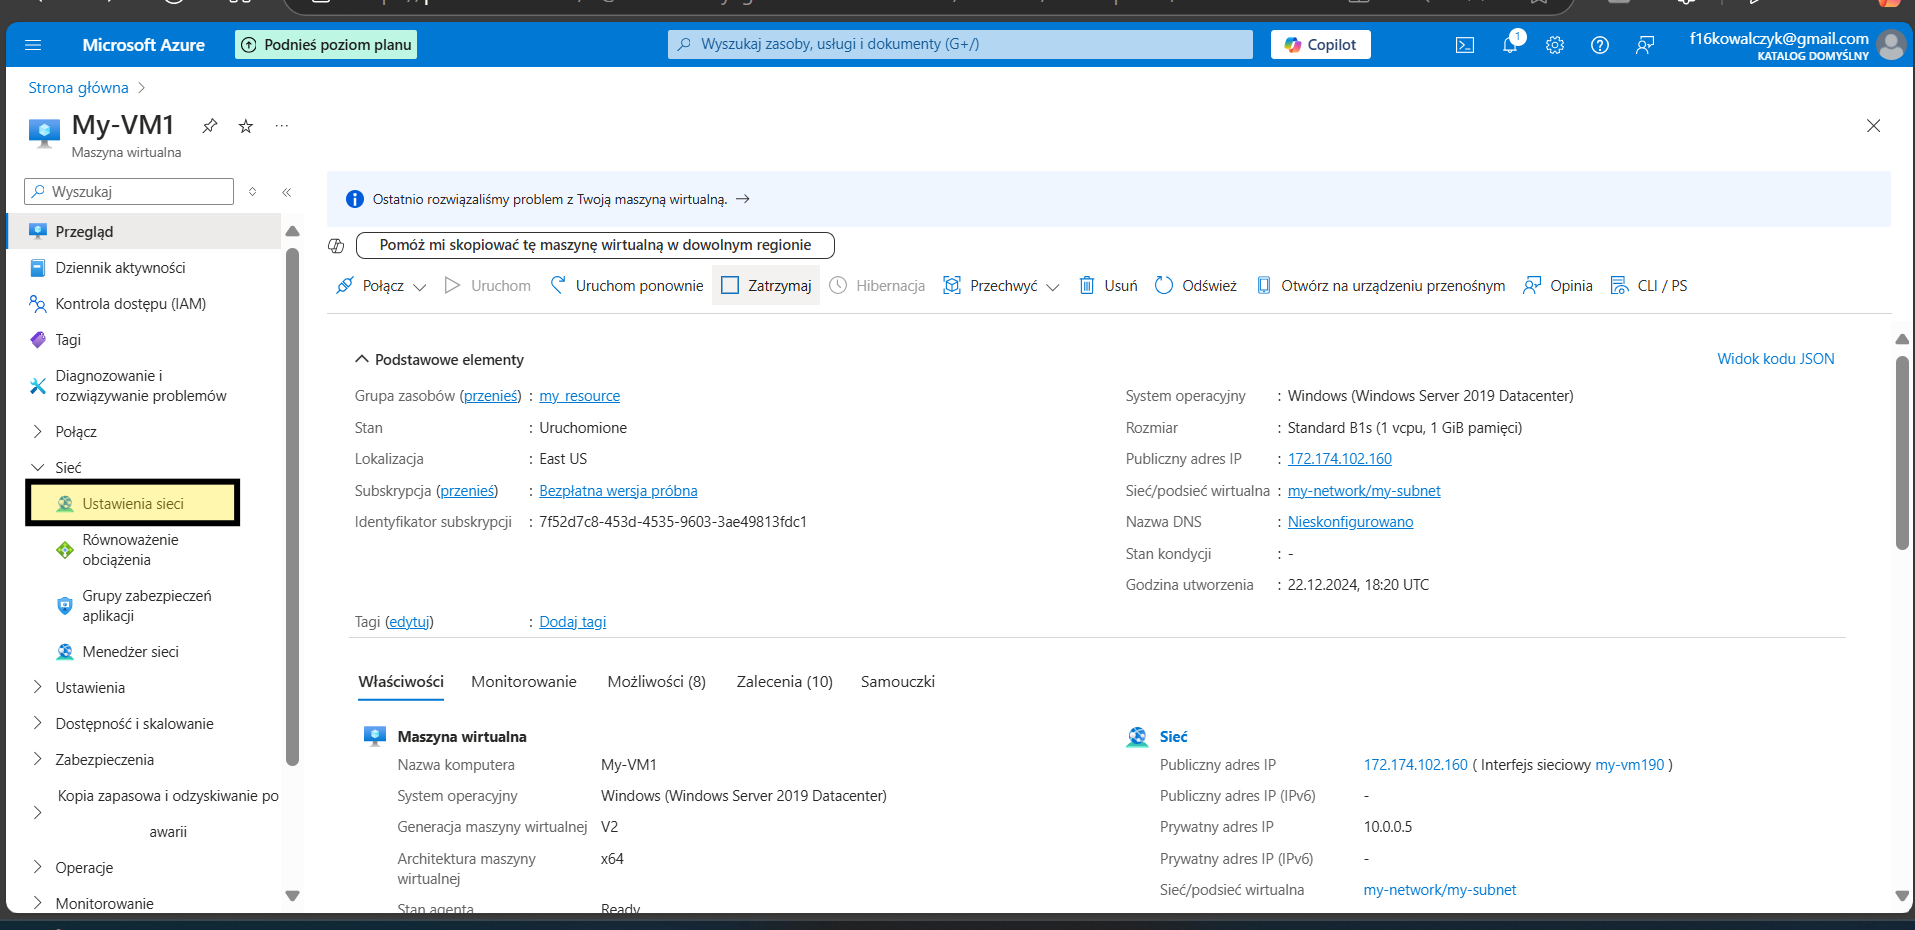 Microsoft Azure
Podnieś poziom planu
Wyszukaj zasoby, usługi i dokumenty (G+/)
Copilot
1
f16kowalczyk@gmail.com
KATALOG DOMYŚLNY
Strona główna
My-VM1
Maszyna wirtualna
Wyszukaj
Przegląd
Dziennik aktywności
Kontrola dostępu (IAM)
Tagi
Diagnozowanie i
rozwiązywanie problemów
Połącz
Sieć
Ustawienia sieci
Równoważenie
obciążenia
Grupy zabezpieczeń
aplikacji
Menedżer sieci
Ustawienia
Dostępność i skalowanie
Zabezpieczenia
Kopia zapasowa i odzyskiwanie po
awarii
Operacje
Monitorowanie
Ostatnio rozwiązaliśmy problem z Twoją maszyną wirtualną.
Pomóż mi skopiować tę maszynę wirtualną w dowolnym regionie
Połącz Uruchom Uruchom ponownie Zatrzymaj Hibernacja Przechwyć Usuń Odśwież Otwórz na urządzeniu przenośnym Opinia CLI / PS
Podstawowe elementy
Widok kodu JSON
Grupa zasobów (przenieś) : my_resource
Stan : Uruchomione
Lokalizacja : East US
Subskrypcja (przenieś) : Bezpłatna wersja próbna
Identyfikator subskrypcji : 7f52d7c8-453d-4535-9603-3ae49813fdc1
System operacyjny : Windows (Windows Server 2019 Datacenter)
Rozmiar : Standard B1s (1 vcpu, 1 GiB pamięci)
Publiczny adres IP : 172.174.102.160
Sieć/podsieć wirtualna : my-network/my-subnet
Nazwa DNS : Nieskonfigurowano
Stan kondycji : -
Godzina utworzenia : 22.12.2024, 18:20 UTC
Tagi (edytuj) : Dodaj tagi
Właściwości Monitorowanie Możliwości (8) Zalecenia (10) Samouczki
Maszyna wirtualna
Nazwa komputera My-VM1
System operacyjny Windows (Windows Server 2019 Datacenter)
Generacja maszyny wirtualnej V2
Architektura maszyny
wirtualnej
x64
Stan agenta Ready
Sieć
Publiczny adres IP 172.174.102.160 ( Interfejs sieciowy my-vm190 )
Publiczny adres IP (IPv6) -
Prywatny adres IP 10.0.0.5
Prywatny adres IP (IPv6) -
Sieć/podsieć wirtualna my-network/my-subnet